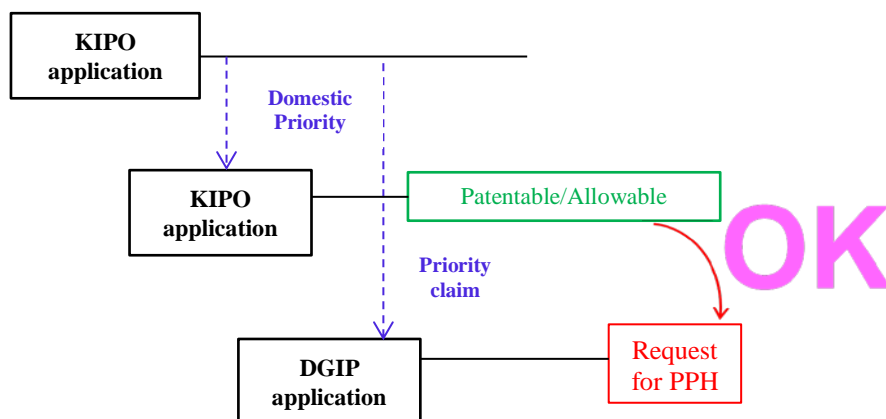 KIPO
application
Domestic
Priority
KIPO
application
Patentable/Allowable
OK
Priority
claim
DGIP
application
Request
for PPH